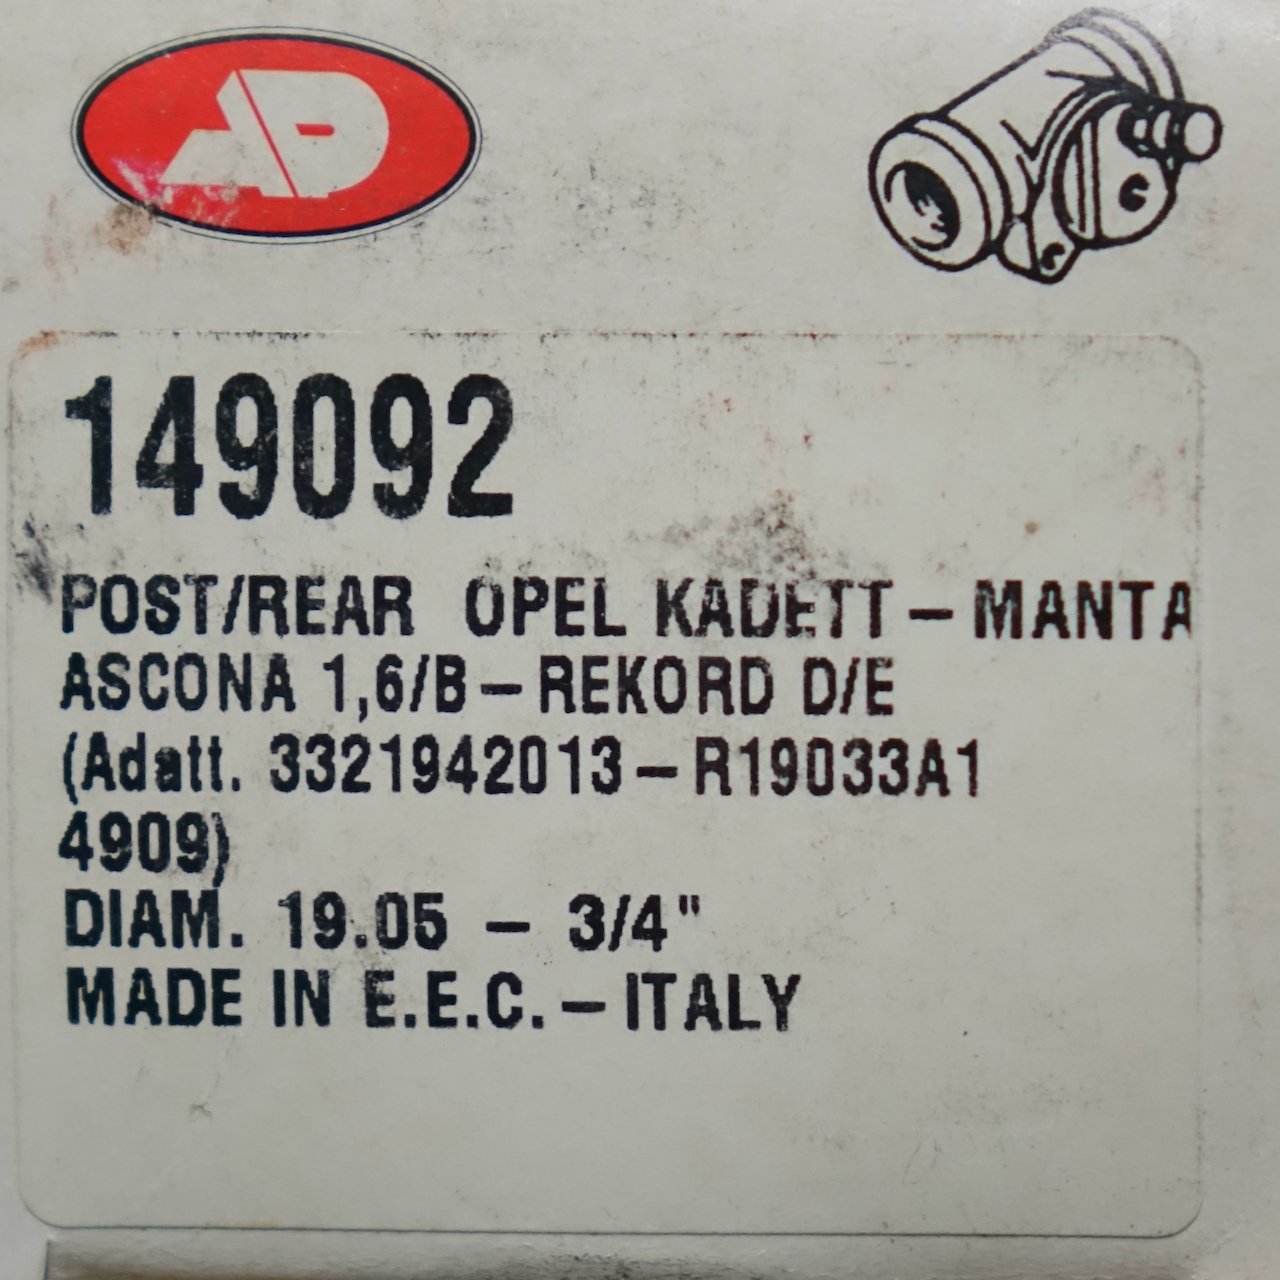 AP
149092
POST/REAR OPEL KADETT - MANTA
ASCONA 1,6/B - REKORD D/E
(Adatt. 3321942013 - R19033A1
4909)
DIAM. 19.05 - 3/4"
MADE IN E.E.C. - ITALY